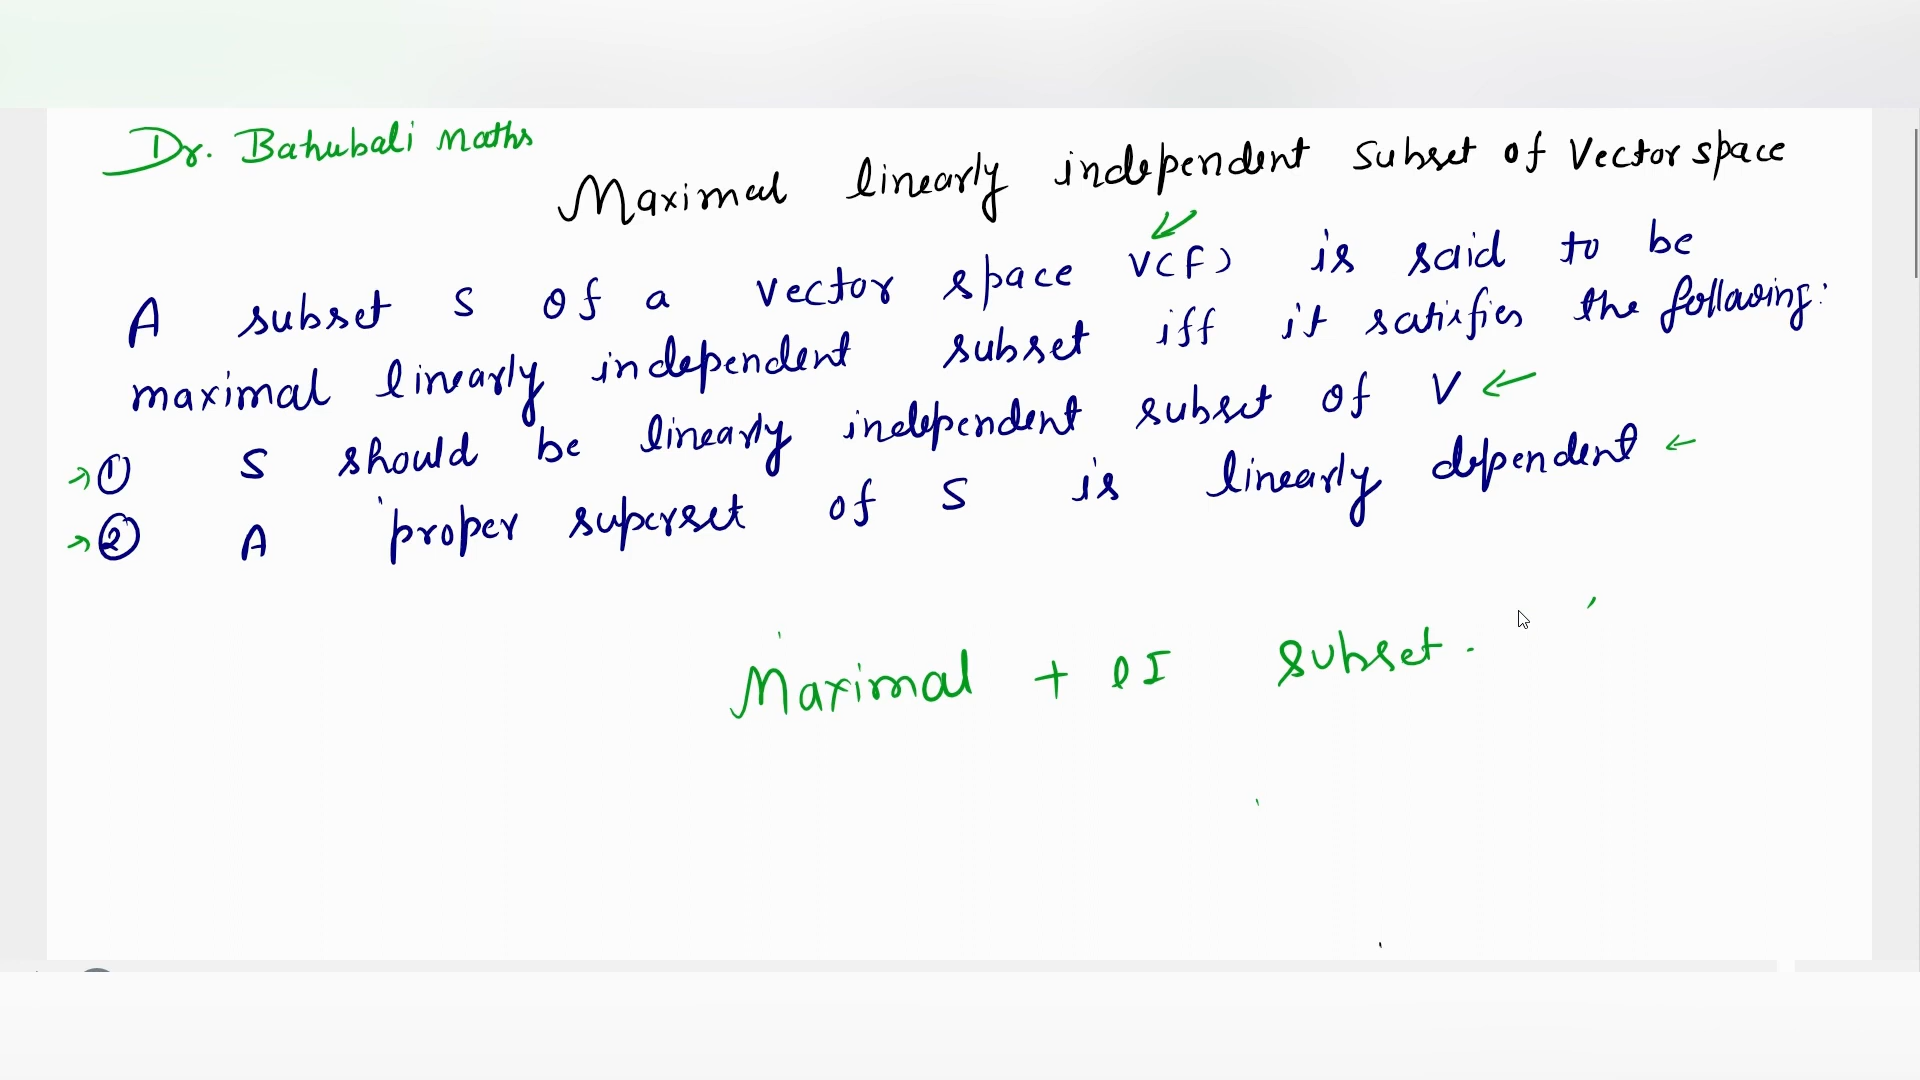 Dr. Bahubali Maths
Maximal linearly independent subset of Vector space
A subset S of a vector space V(F) is said to be
maximal linearly independent subset iff it satisfies the following:
→① S should be linearly independent subset of V ←
→② A proper superset of S is linearly dependent ←
Maximal + lI subset.